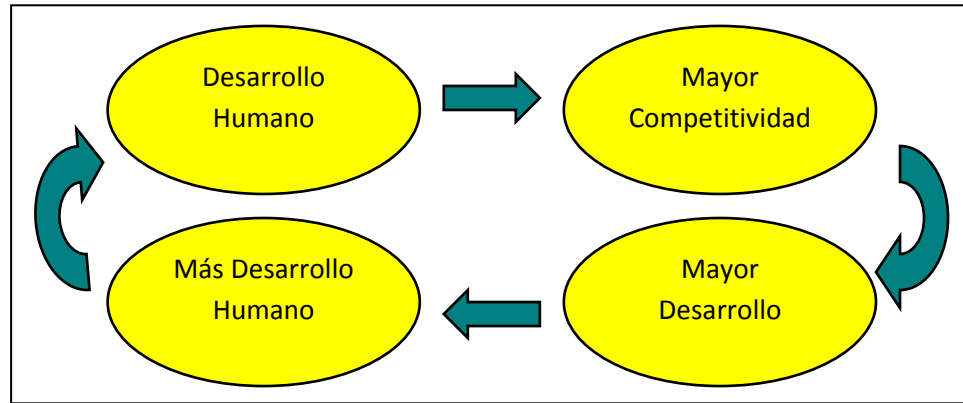 Desarrollo
Humano
Mayor
Competitividad
Más Desarrollo
Humano
Mayor
Desarrollo